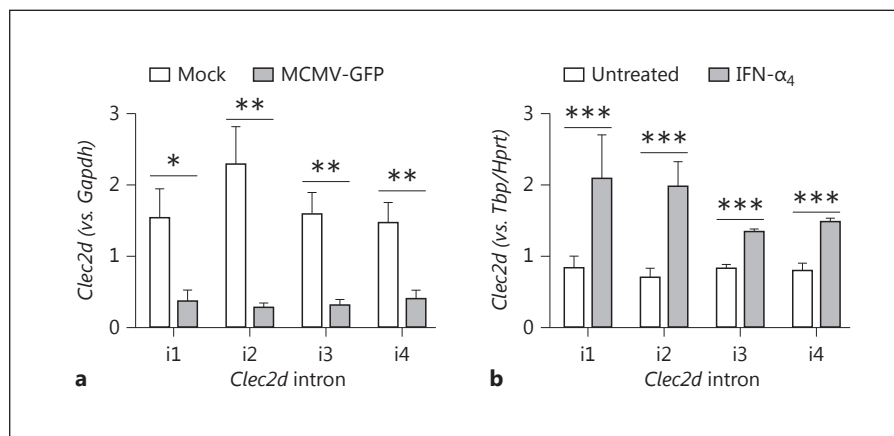 Mock MCMV-GFP
Clec2d (vs. Gapdh)
3
2
1
0
* ** ** **
i1 i2 i3 i4
Clec2d intron
a
Untreated IFN-α₄
Clec2d (vs. Tbp/Hprt)
3
2
1
0
*** *** *** ***
i1 i2 i3 i4
Clec2d intron
b